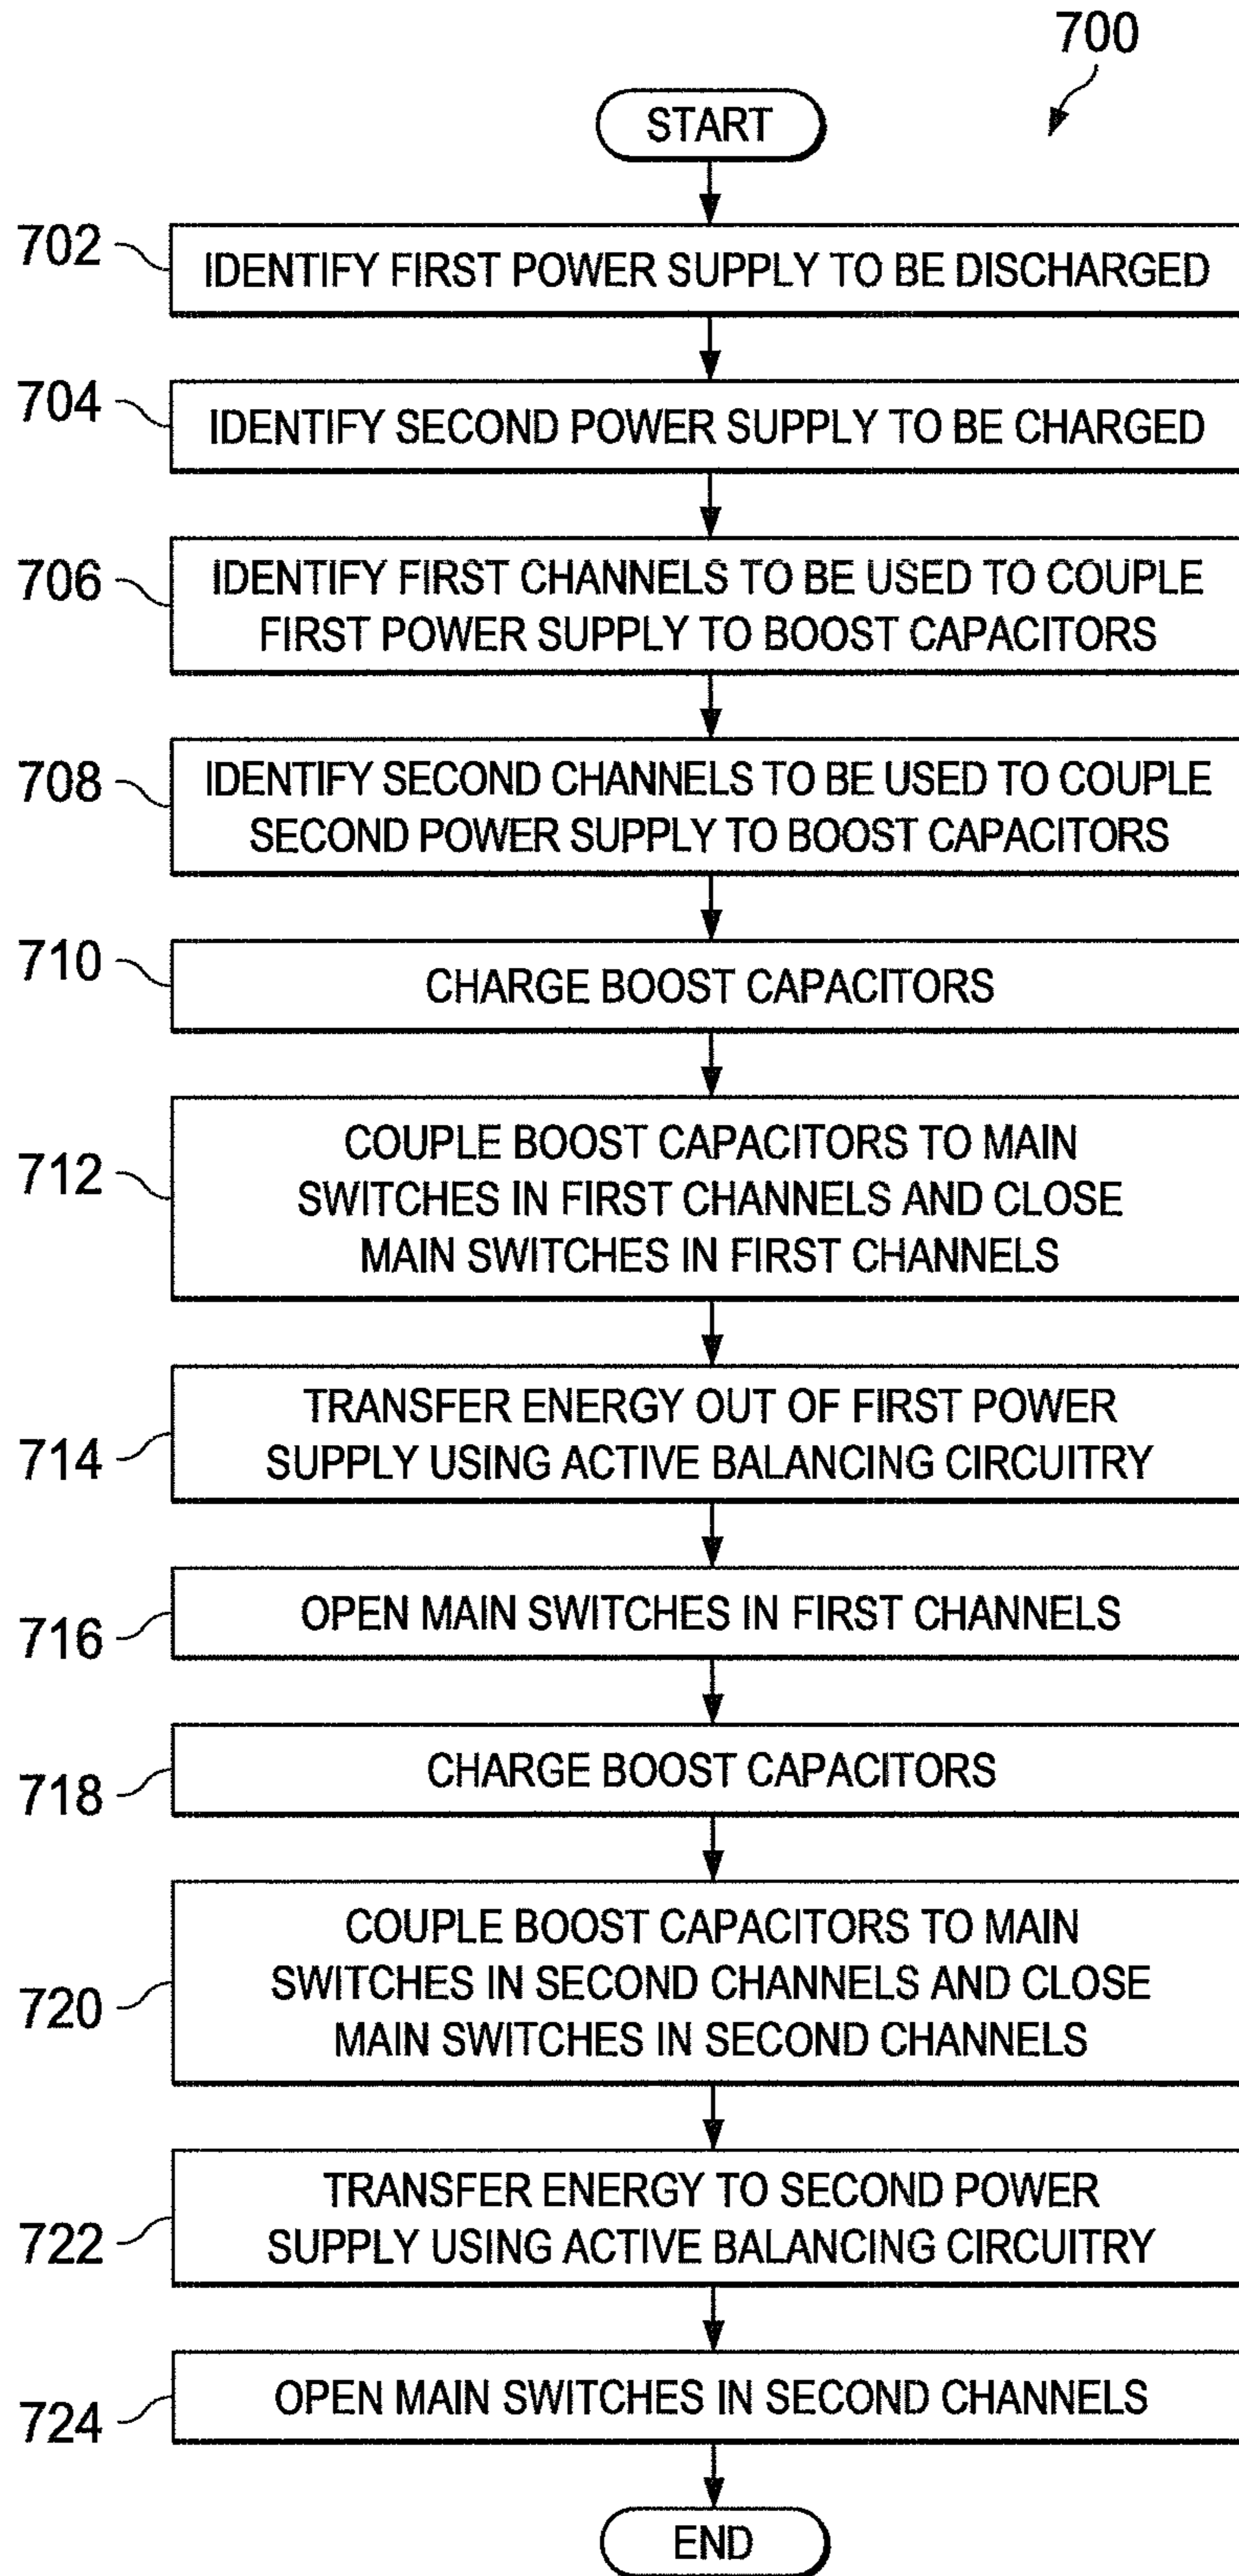 700
START
702
IDENTIFY FIRST POWER SUPPLY TO BE DISCHARGED
704
IDENTIFY SECOND POWER SUPPLY TO BE CHARGED
706
IDENTIFY FIRST CHANNELS TO BE USED TO COUPLE
FIRST POWER SUPPLY TO BOOST CAPACITORS
708
IDENTIFY SECOND CHANNELS TO BE USED TO COUPLE
SECOND POWER SUPPLY TO BOOST CAPACITORS
710
CHARGE BOOST CAPACITORS
712
COUPLE BOOST CAPACITORS TO MAIN
SWITCHES IN FIRST CHANNELS AND CLOSE
MAIN SWITCHES IN FIRST CHANNELS
714
TRANSFER ENERGY OUT OF FIRST POWER
SUPPLY USING ACTIVE BALANCING CIRCUITRY
716
OPEN MAIN SWITCHES IN FIRST CHANNELS
718
CHARGE BOOST CAPACITORS
720
COUPLE BOOST CAPACITORS TO MAIN
SWITCHES IN SECOND CHANNELS AND CLOSE
MAIN SWITCHES IN SECOND CHANNELS
722
TRANSFER ENERGY TO SECOND POWER
SUPPLY USING ACTIVE BALANCING CIRCUITRY
724
OPEN MAIN SWITCHES IN SECOND CHANNELS
END